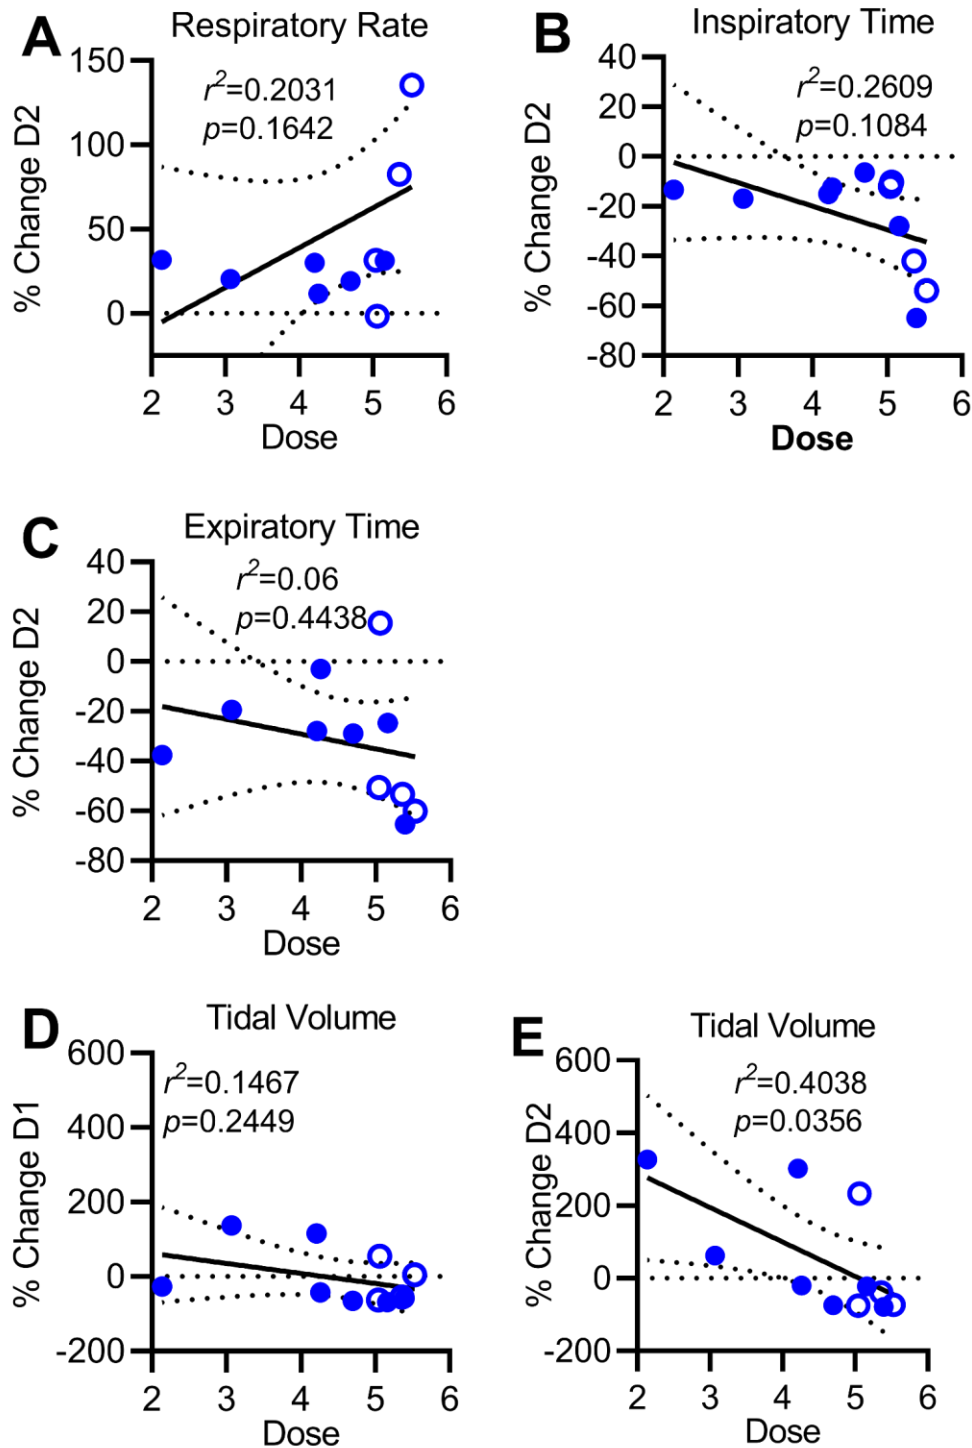 A
Respiratory Rate
r²=0.2031
p=0.1642
% Change D2
150
100
50
0
2 3 4 5 6
Dose
B
Inspiratory Time
r²=0.2609
p=0.1084
% Change D2
40
20
0
-20
-40
-60
-80
2 3 4 5 6
Dose
C
Expiratory Time
r²=0.06
p=0.4438
% Change D2
40
20
0
-20
-40
-60
-80
2 3 4 5 6
Dose
D
Tidal Volume
r²=0.1467
p=0.2449
% Change D1
600
400
200
0
-200
2 3 4 5 6
Dose
E
Tidal Volume
r²=0.4038
p=0.0356
% Change D2
600
400
200
0
-200
2 3 4 5 6
Dose